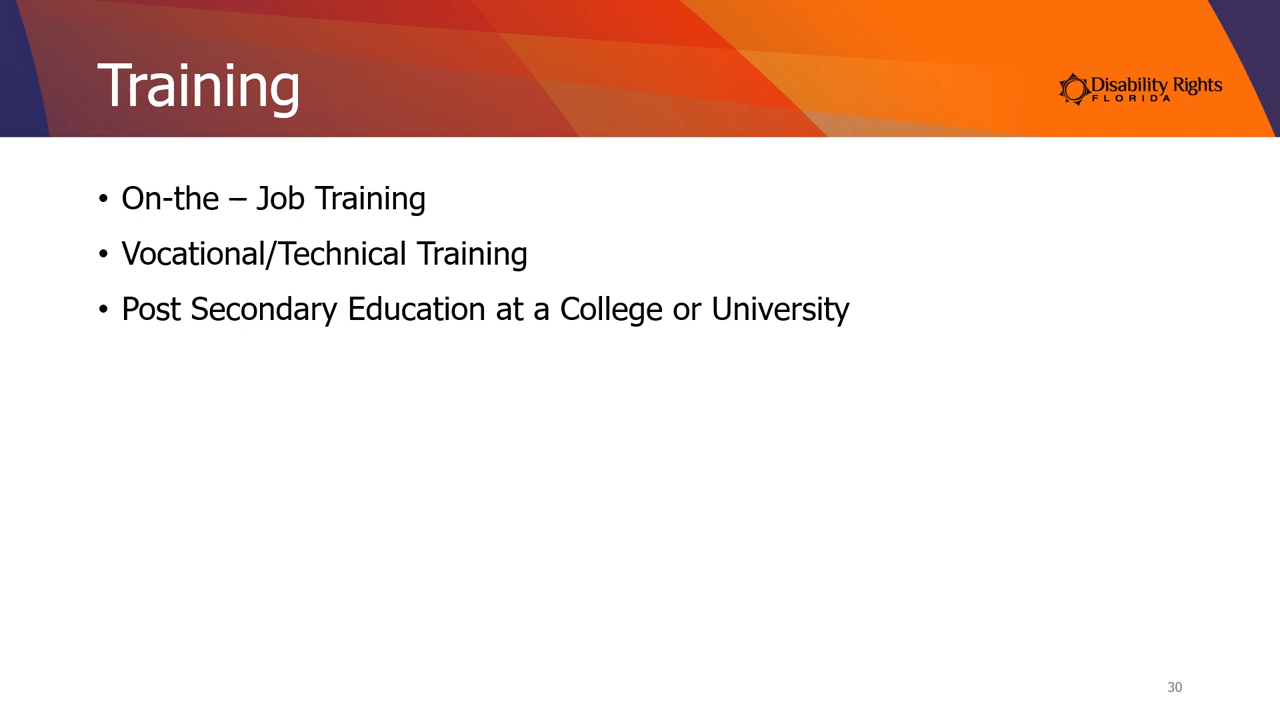 Training
Disability Rights
FLORIDA
• On-the – Job Training
• Vocational/Technical Training
• Post Secondary Education at a College or University
30